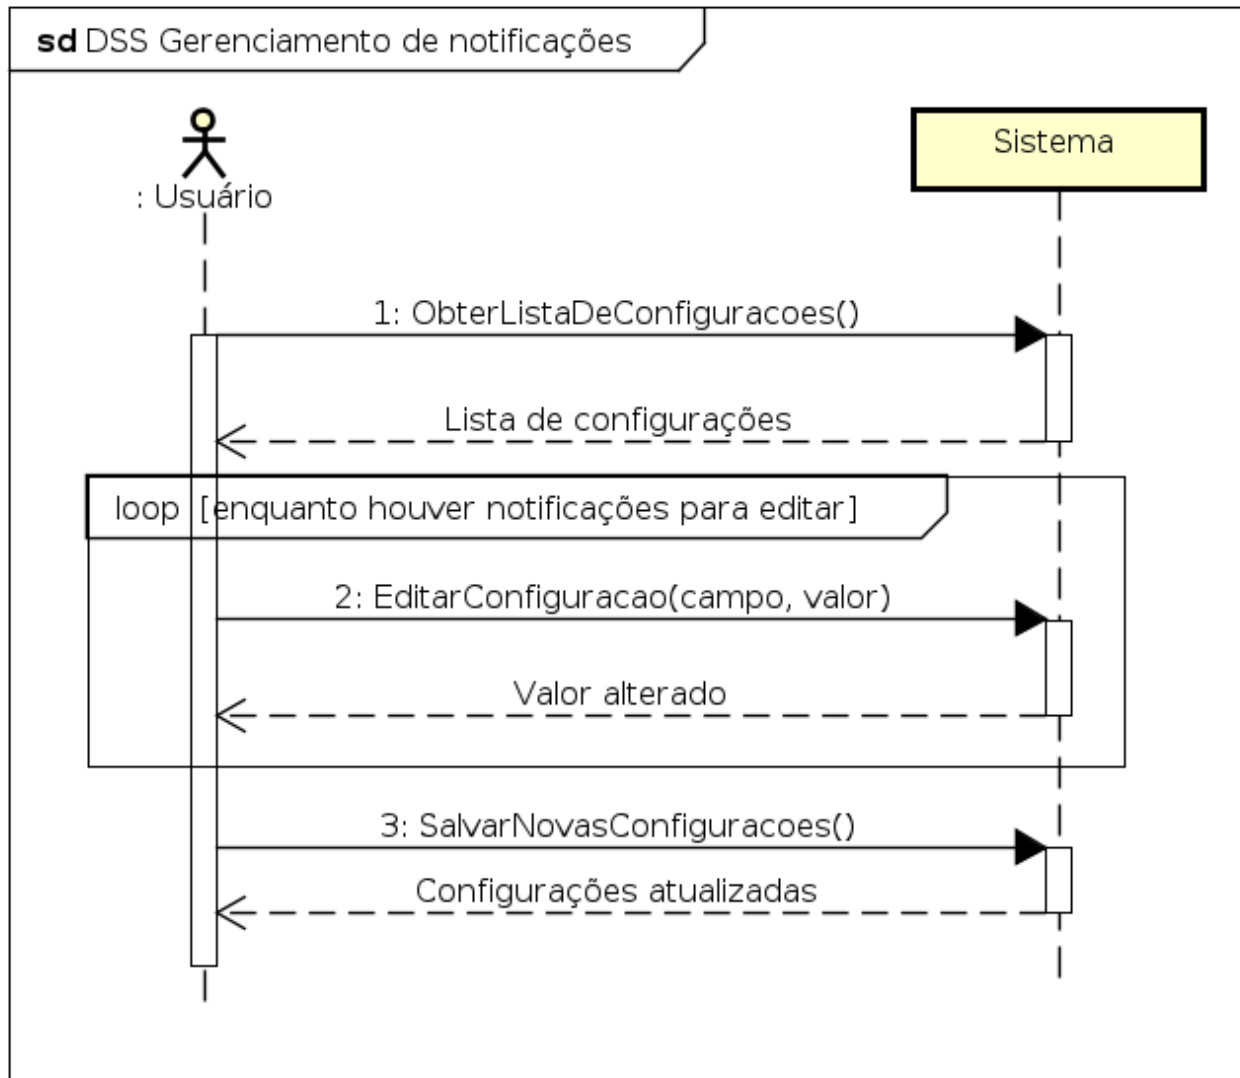 sd DSS Gerenciamento de notificações
: Usuário
Sistema
1: ObterListaDeConfiguracoes()
Lista de configurações
loop [enquanto houver notificações para editar]
2: EditarConfiguracao(campo, valor)
Valor alterado
3: SalvarNovasConfiguracoes()
Configurações atualizadas